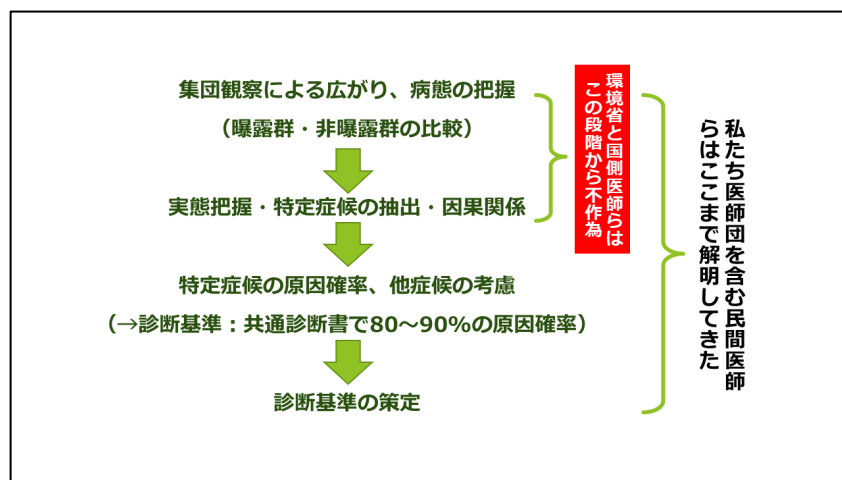 集団観察による広がり、病態の把握
（曝露群・非曝露群の比較）
実態把握・特定症候の抽出・因果関係
特定症候の原因確率、他症候の考慮
（→診断基準：共通診断書で80～90%の原因確率）
診断基準の策定
環境省と国側医師らは
この段階から不作為
私たち医師団を含む民間医師
らはここまで解明してきた